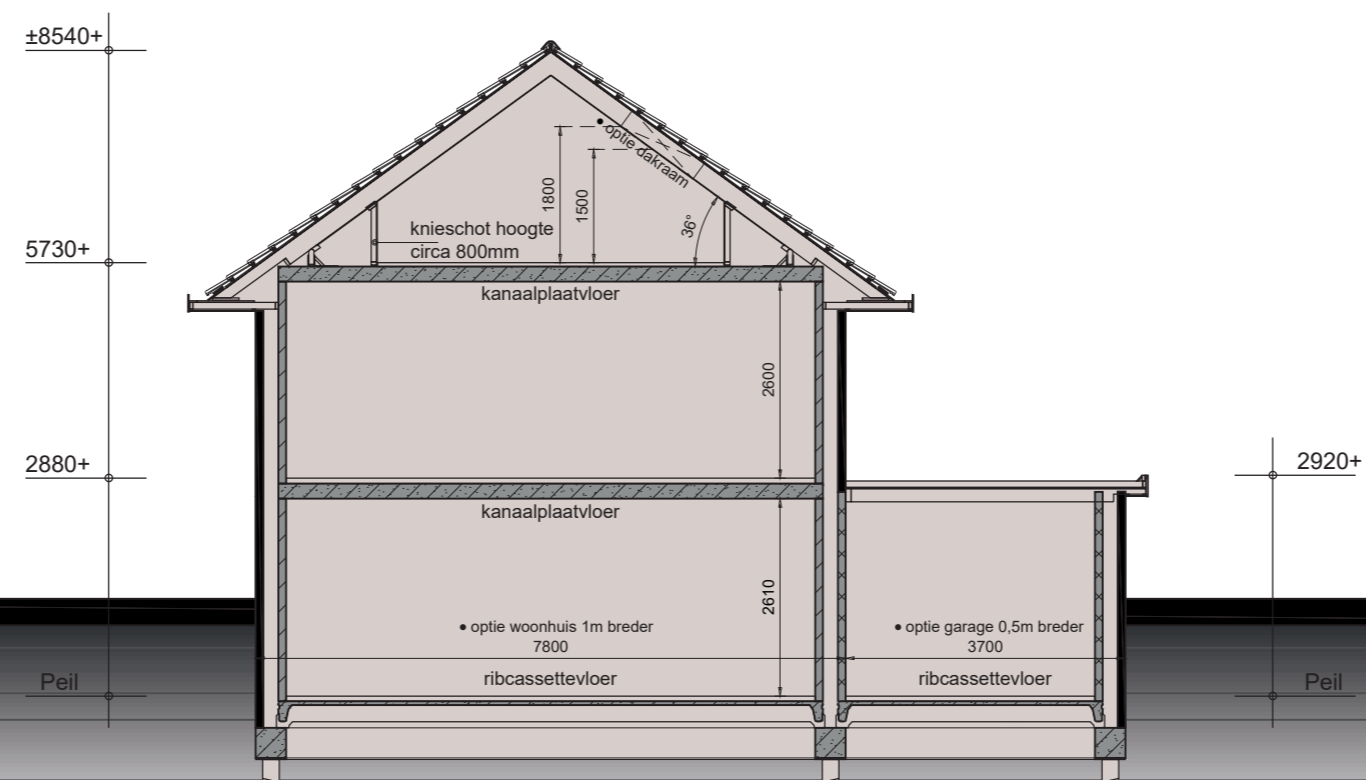 ±8540+
• optie dakraam
1800
1500
36°
knieschot hoogte
circa 800mm
5730+
kanaalplaatvloer
2600
2880+
2920+
kanaalplaatvloer
2610
• optie woonhuis 1m breder
7800
• optie garage 0,5m breder
3700
Peil
ribcassettevloer
ribcassettevloer
Peil